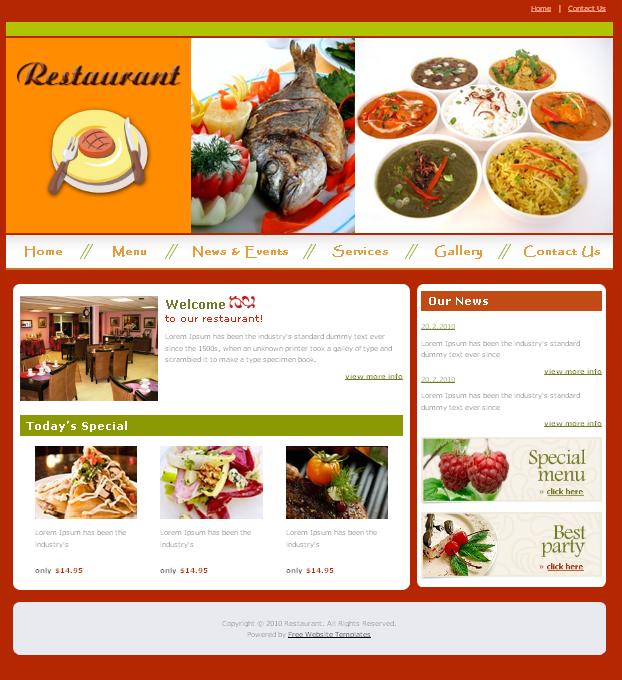 Home | Contact Us
Restaurant
Home // Menu // News & Events // Services // Gallery // Contact Us
Welcome
to our restaurant!
Lorem Ipsum has been the industry's standard dummy text ever
since the 1500s, when an unknown printer took a galley of type and
scrambled it to make a type specimen book.
view more info
Today's Special
Lorem Ipsum has been the
industry's
only $14.95
Lorem Ipsum has been the
industry's
only $14.95
Lorem Ipsum has been the
industry's
only $14.95
Our News
20.2.2010
Lorem Ipsum has been the industry's standard
dummy text ever since
view more info
20.2.2010
Lorem Ipsum has been the industry's standard
dummy text ever since
view more info
Special
menu
» click here
Best
party
» click here
Copyright © 2010 Restaurant. All Rights Reserved.
Powered by Free Website Templates